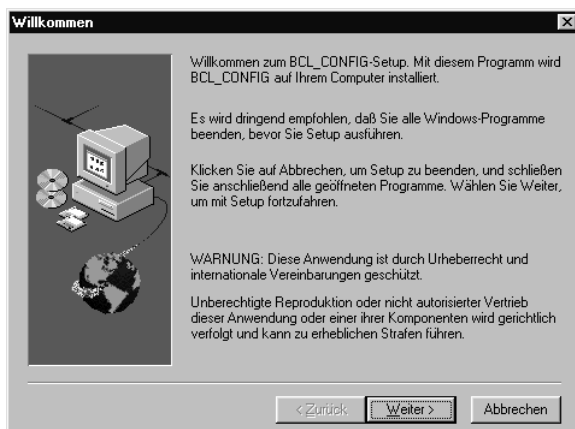 Willkommen
Willkommen zum BCL_CONFIG-Setup. Mit diesem Programm wird
BCL_CONFIG auf Ihrem Computer installiert.
Es wird dringend empfohlen, daß Sie alle Windows-Programme
beenden, bevor Sie Setup ausführen.
Klicken Sie auf Abbrechen, um Setup zu beenden, und schließen
Sie anschließend alle geöffneten Programme. Wählen Sie Weiter,
um mit Setup fortzufahren.
WARNUNG: Diese Anwendung ist durch Urheberrecht und
internationale Vereinbarungen geschützt.
Unberechtigte Reproduktion oder nicht autorisierter Vertrieb
dieser Anwendung oder einer ihrer Komponenten wird gerichtlich
verfolgt und kann zu erheblichen Strafen führen.
< Zurück Weiter > Abbrechen